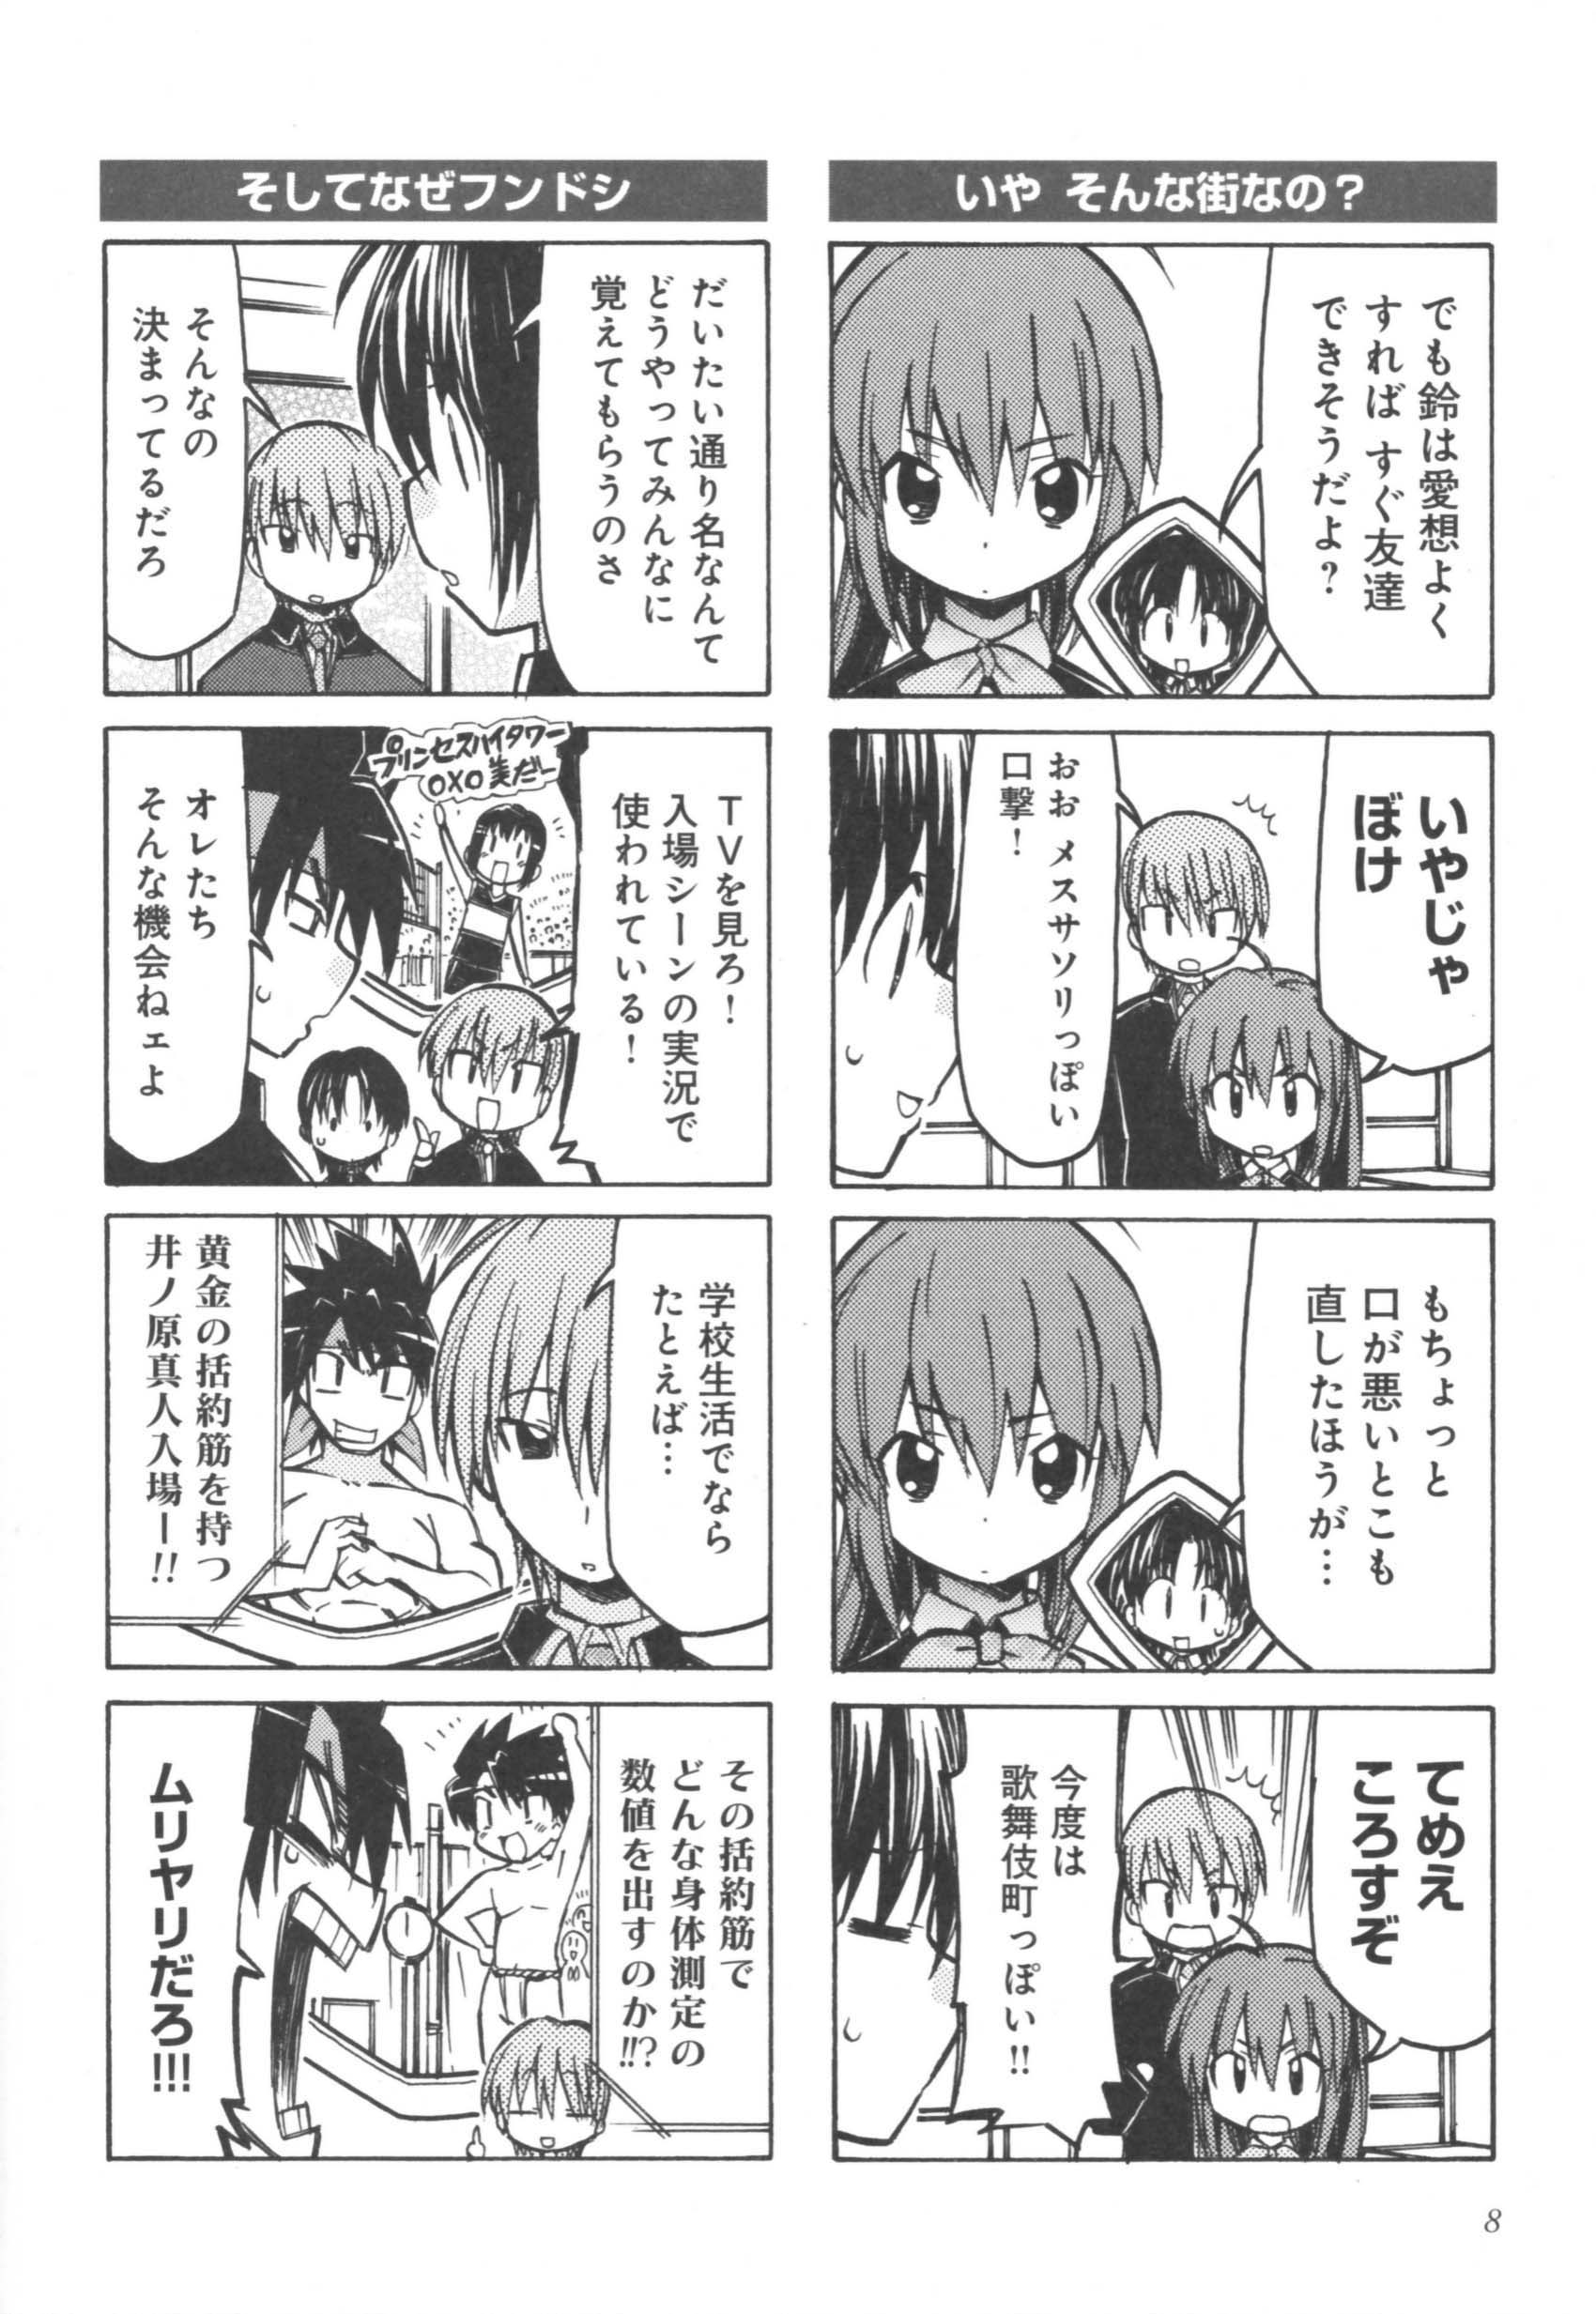 いや そんな街なの？
でも鈴は愛想よく
すれば すぐ友達
できそうだよ？
いやじゃ
ぼけ
おお メスサソリっぽい
口撃！
もちょっと
口が悪いとこも
直したほうが…
てめえ
ころすぞ
今度は
歌舞伎町っぽい!!
そしてなぜフンドシ
だいたい通り名なんて
どうやってみんなに
覚えてもらうのさ
そんなの
決まってるだろ
TVを見ろ！
入場シーンの実況で
使われている！
プリンセスハイタワー
○×○美だー
オレたち
そんな機会ねェよ
学校生活でなら
たとえば…
黄金の括約筋を持つ
井ノ原真人入場ー!!
その括約筋で
どんな身体測定の
数値を出すのか!!?
ムリヤリだろ!!!
8